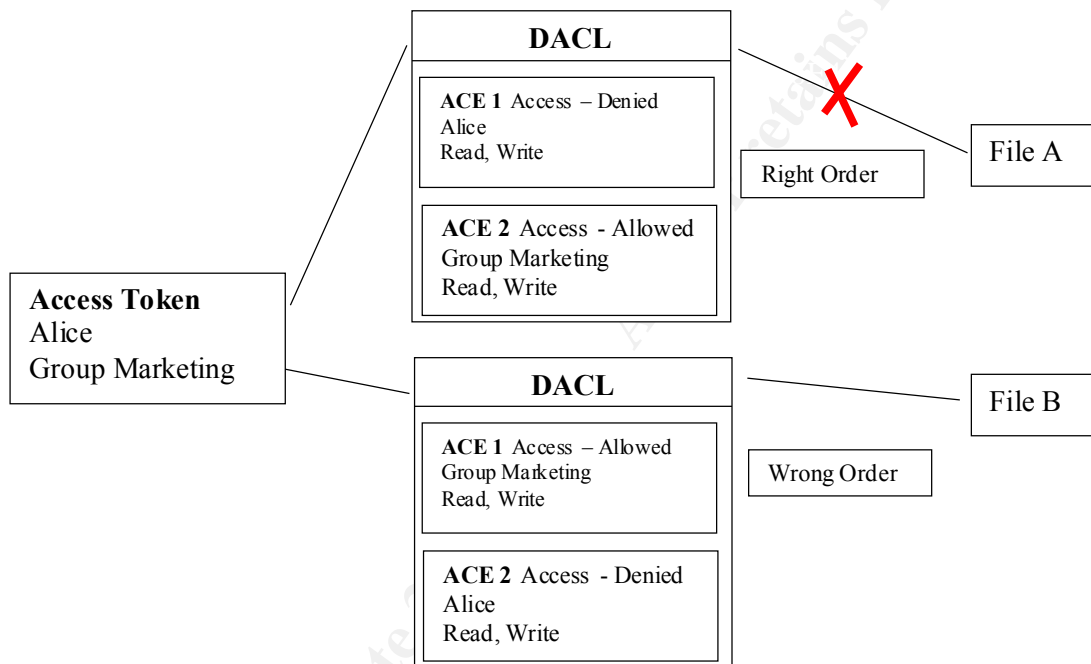 DACL
ACE 1 Access – Denied
Alice
Read, Write
ACE 2 Access - Allowed
Group Marketing
Read, Write
Right Order
File A
Access Token
Alice
Group Marketing
DACL
ACE 1 Access – Allowed
Group Marketing
Read, Write
ACE 2 Access - Denied
Alice
Read, Write
Wrong Order
File B
retains